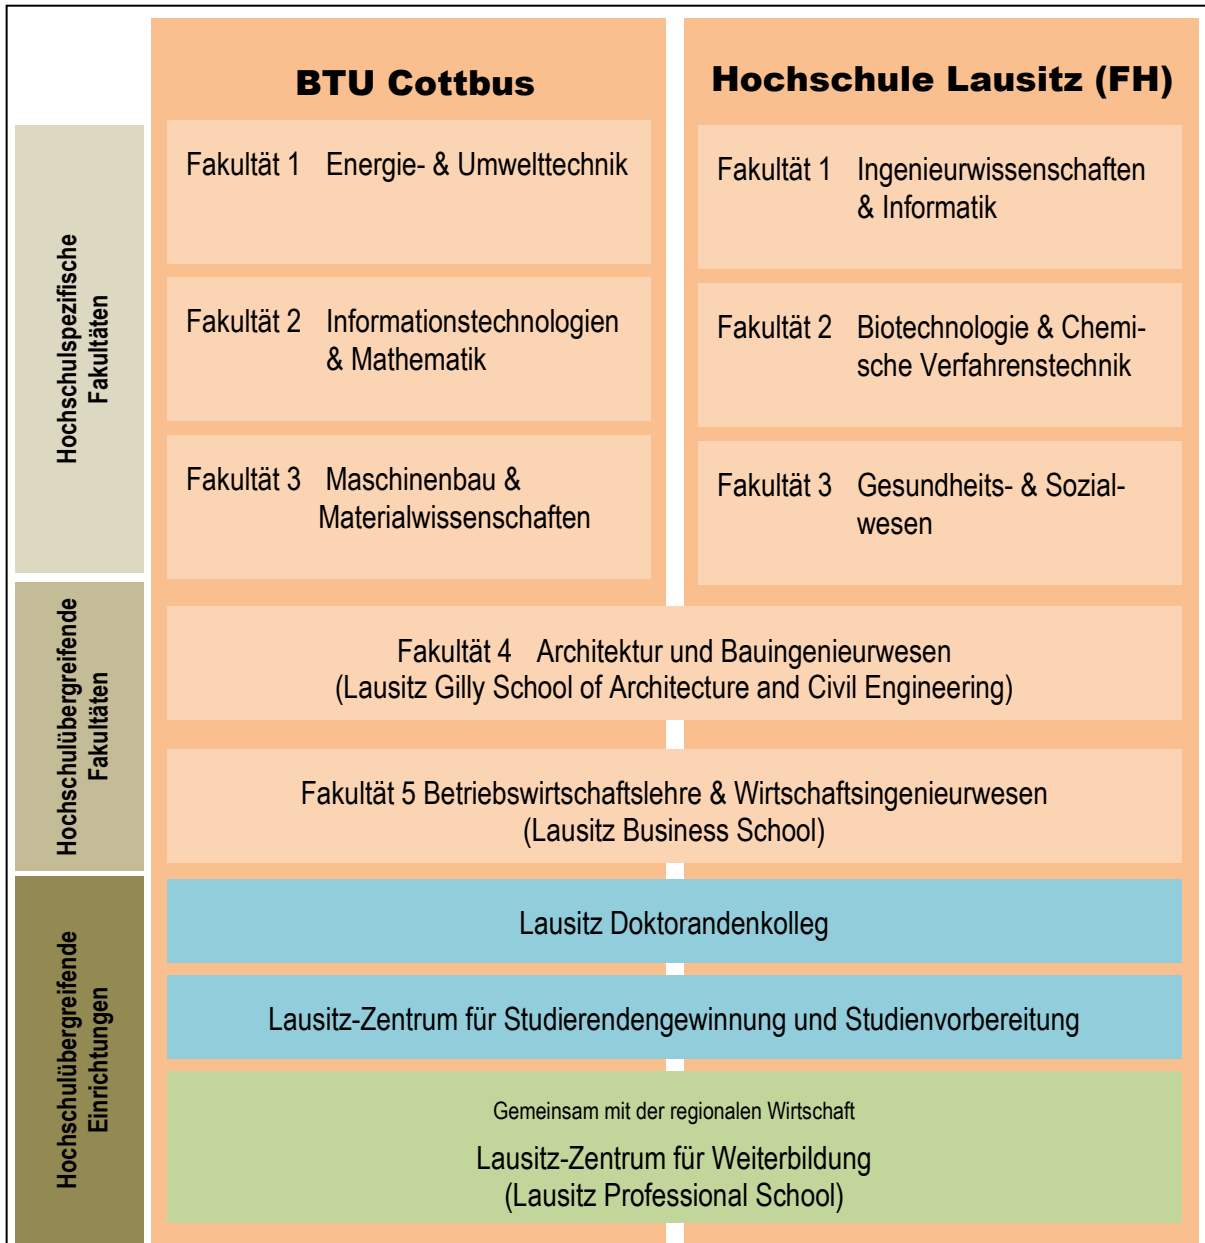 BTU Cottbus
Hochschule Lausitz (FH)
Hochschulspezifische
Fakultäten
Fakultät 1 Energie- & Umwelttechnik
Fakultät 2 Informationstechnologien
& Mathematik
Fakultät 3 Maschinenbau &
Materialwissenschaften
Fakultät 1 Ingenieurwissenschaften
& Informatik
Fakultät 2 Biotechnologie & Chemi-
sche Verfahrenstechnik
Fakultät 3 Gesundheits- & Sozial-
wesen
Hochschulübergreifende
Fakultäten
Fakultät 4 Architektur und Bauingenieurwesen
(Lausitz Gilly School of Architecture and Civil Engineering)
Fakultät 5 Betriebswirtschaftslehre & Wirtschaftsingenieurwesen
(Lausitz Business School)
Hochschulübergreifende
Einrichtungen
Lausitz Doktorandenkolleg
Lausitz-Zentrum für Studierendengewinnung und Studienvorbereitung
Gemeinsam mit der regionalen Wirtschaft
Lausitz-Zentrum für Weiterbildung
(Lausitz Professional School)